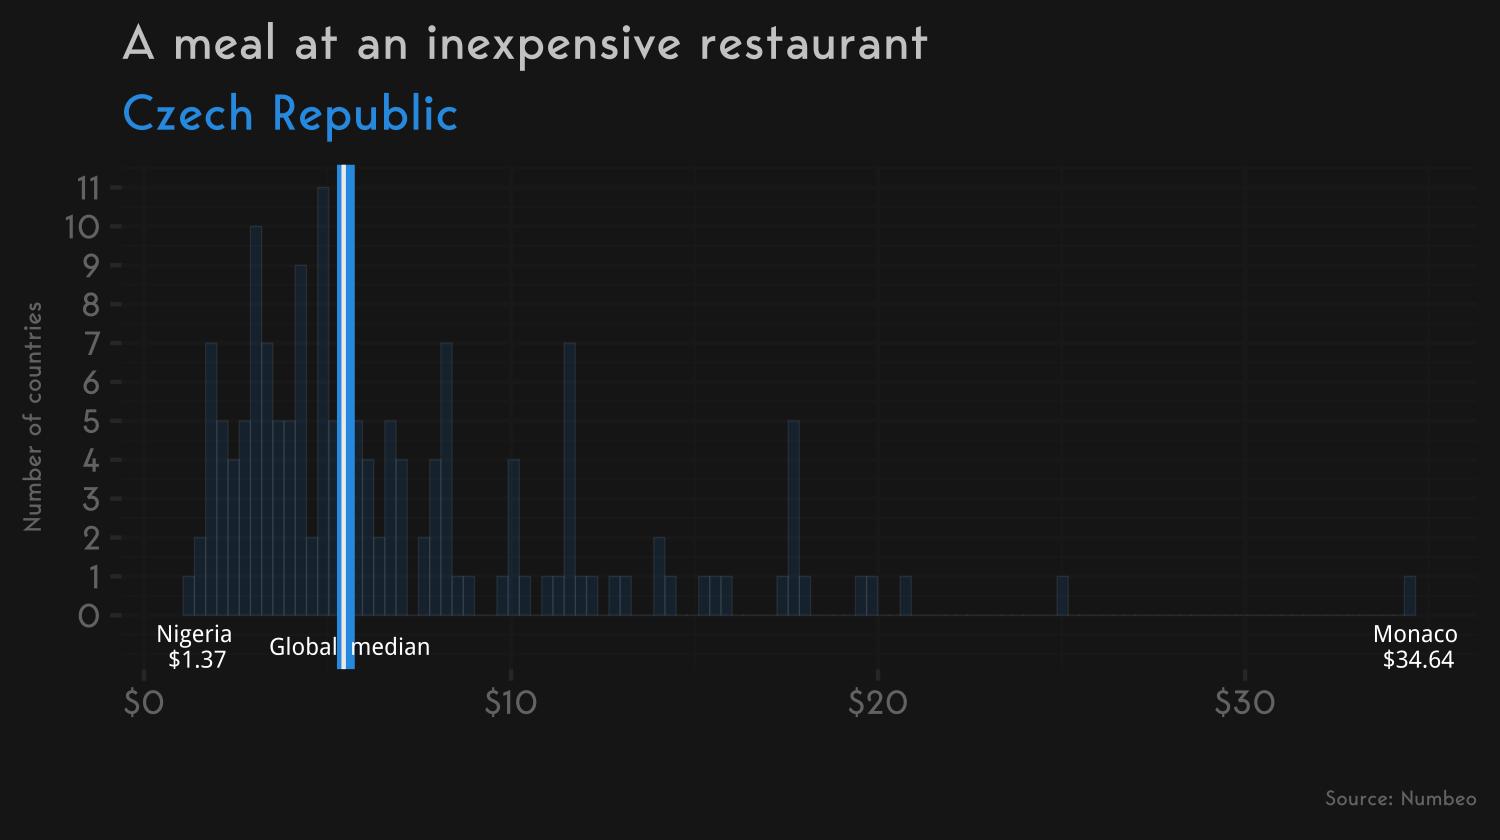 A meal at an inexpensive restaurant
Czech Republic
Number of countries
11
10
9
8
7
6
5
4
3
2
1
0
Nigeria
$1.37
Global median
Monaco
$34.64
$0 $10 $20 $30
Source: Numbeo